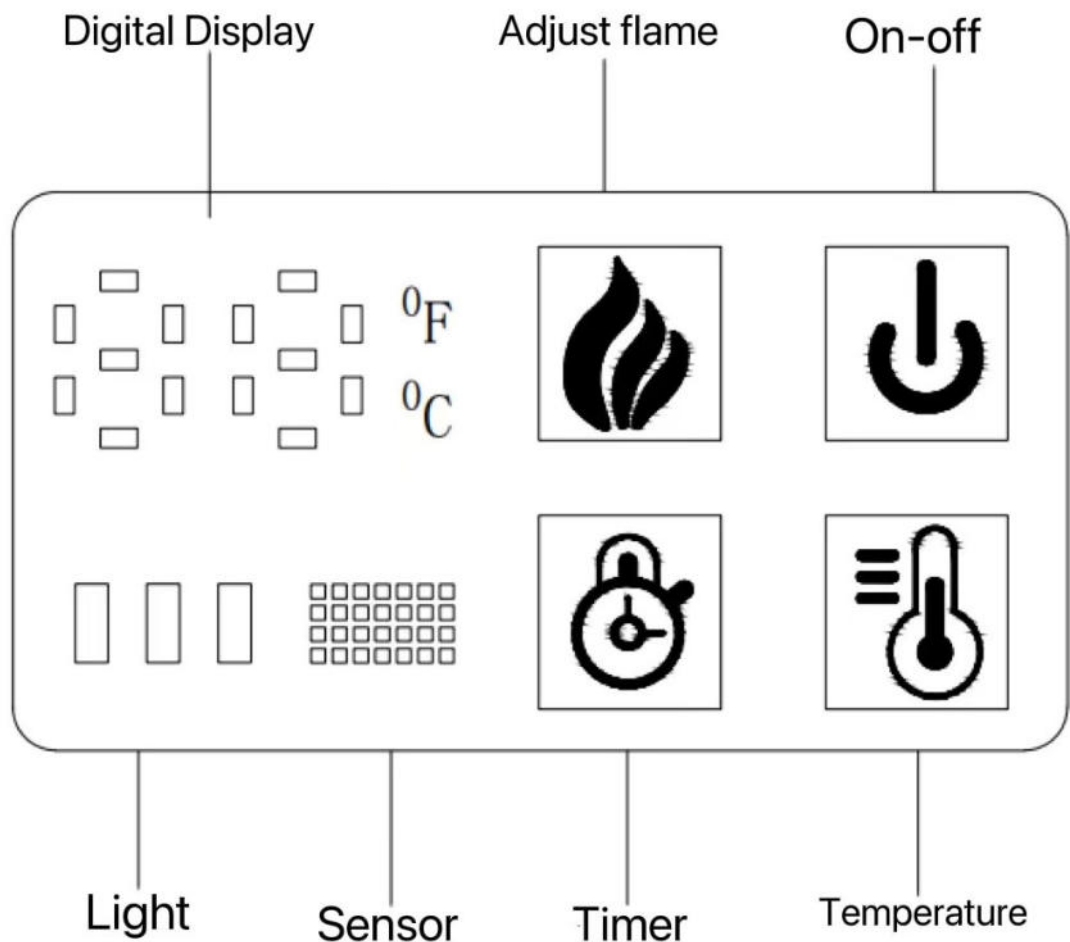 Digital Display
Adjust flame
On-off
⁰F
⁰C
Light
Sensor
Timer
Temperature